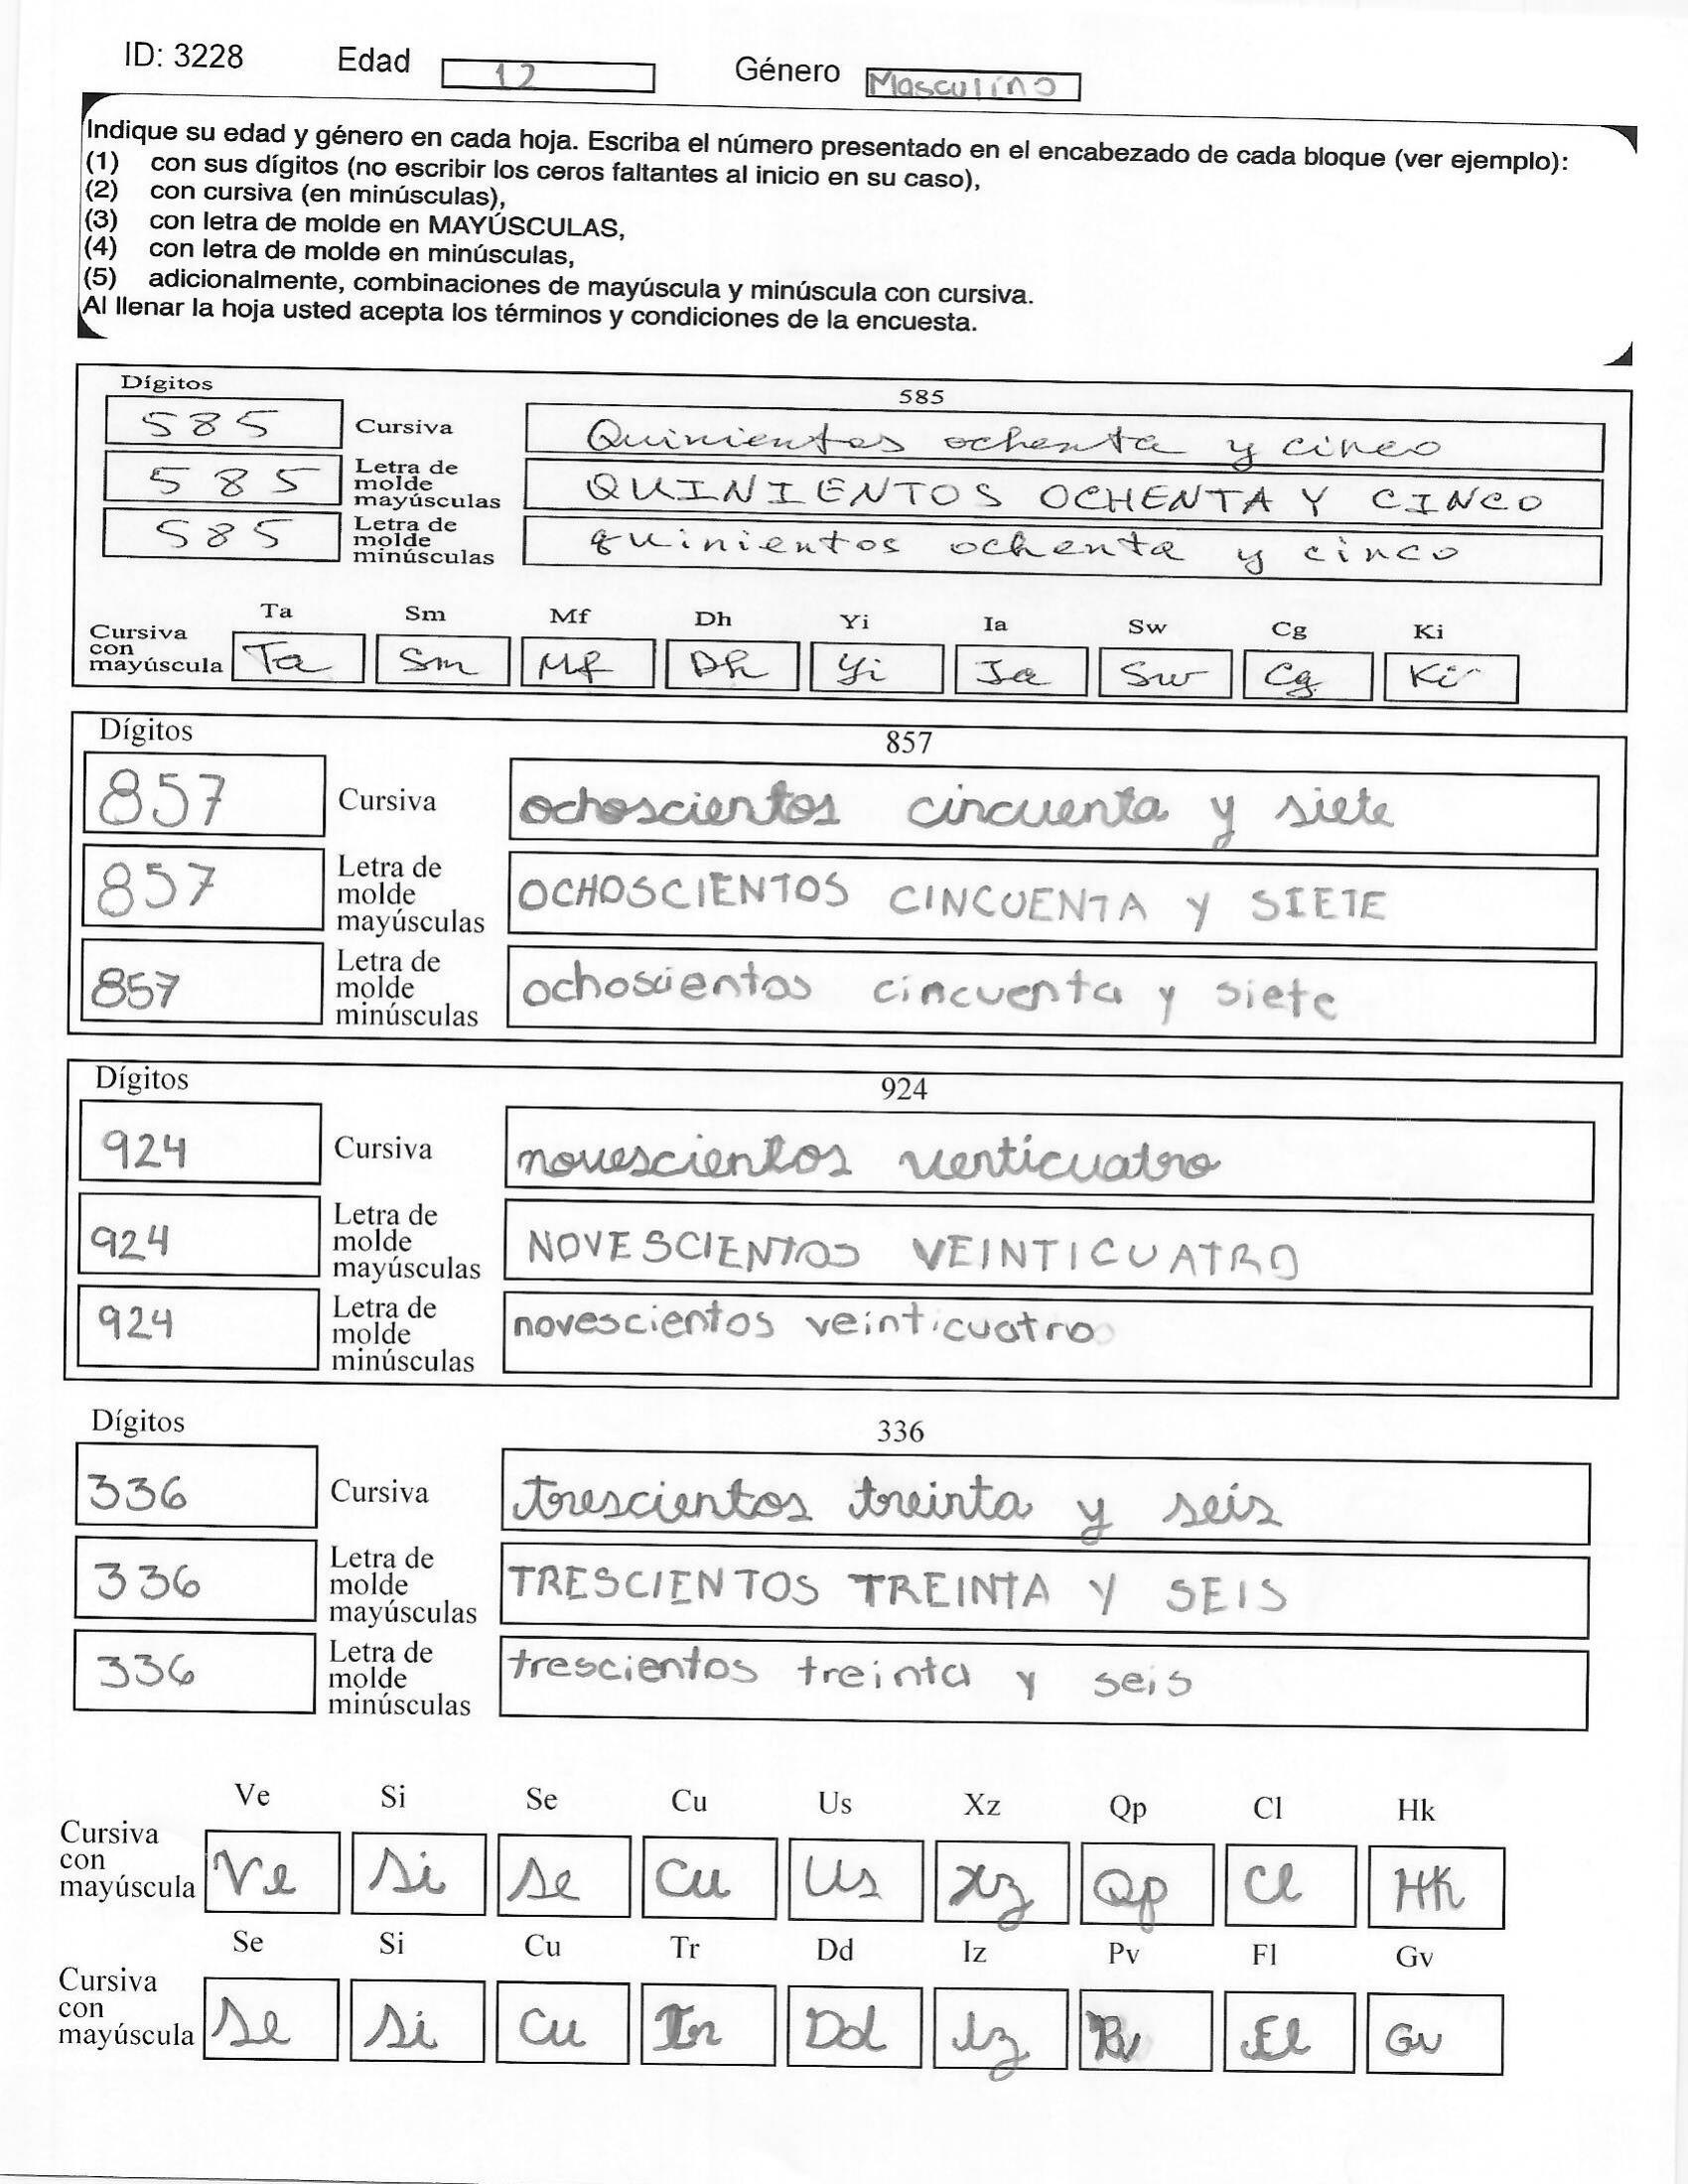 ID: 3228 Edad 12 Género Masculino
Indique su edad y género en cada hoja. Escriba el número presentado en el encabezado de cada bloque (ver ejemplo):
(1) con sus dígitos (no escribir los ceros faltantes al inicio en su caso),
(2) con cursiva (en minúsculas),
(3) con letra de molde en MAYÚSCULAS,
(4) con letra de molde en minúsculas,
(5) adicionalmente, combinaciones de mayúscula y minúscula con cursiva.
Al llenar la hoja usted acepta los términos y condiciones de la encuesta.
Dígitos 585
585 Cursiva Quinientos ochenta y cinco
585 Letra de molde mayúsculas QUINIENTOS OCHENTA Y CINCO
585 Letra de molde minúsculas quinientos ochenta y cinco
Ta Sm Mf Dh Yi Ia Sw Cg Ki
Cursiva con mayúscula Ta Sm Mf Dh Yi Ia Sw Cg Ki
Dígitos 857
857 Cursiva ochoscientos cincuenta y siete
857 Letra de molde mayúsculas OCHOSCIENTOS CINCUENTA Y SIETE
857 Letra de molde minúsculas ochoscientos cincuenta y siete
Dígitos 924
924 Cursiva novescientos venticuatro
924 Letra de molde mayúsculas NOVESCIENTOS VEINTICUATRO
924 Letra de molde minúsculas novescientos veinticuatro
Dígitos 336
336 Cursiva trescientos treinta y seis
336 Letra de molde mayúsculas TRESCIENTOS TREINTA Y SEIS
336 Letra de molde minúsculas trescientos treinta y seis
Ve Si Se Cu Us Xz Qp Cl Hk
Cursiva con mayúscula Ve Si Se Cu Us Xz Qp Cl Hk
Se Si Cu Tr Dd Iz Pv Fl Gv
Cursiva con mayúscula Se Si Cu Tr Dd Iz Pv Fl Gv